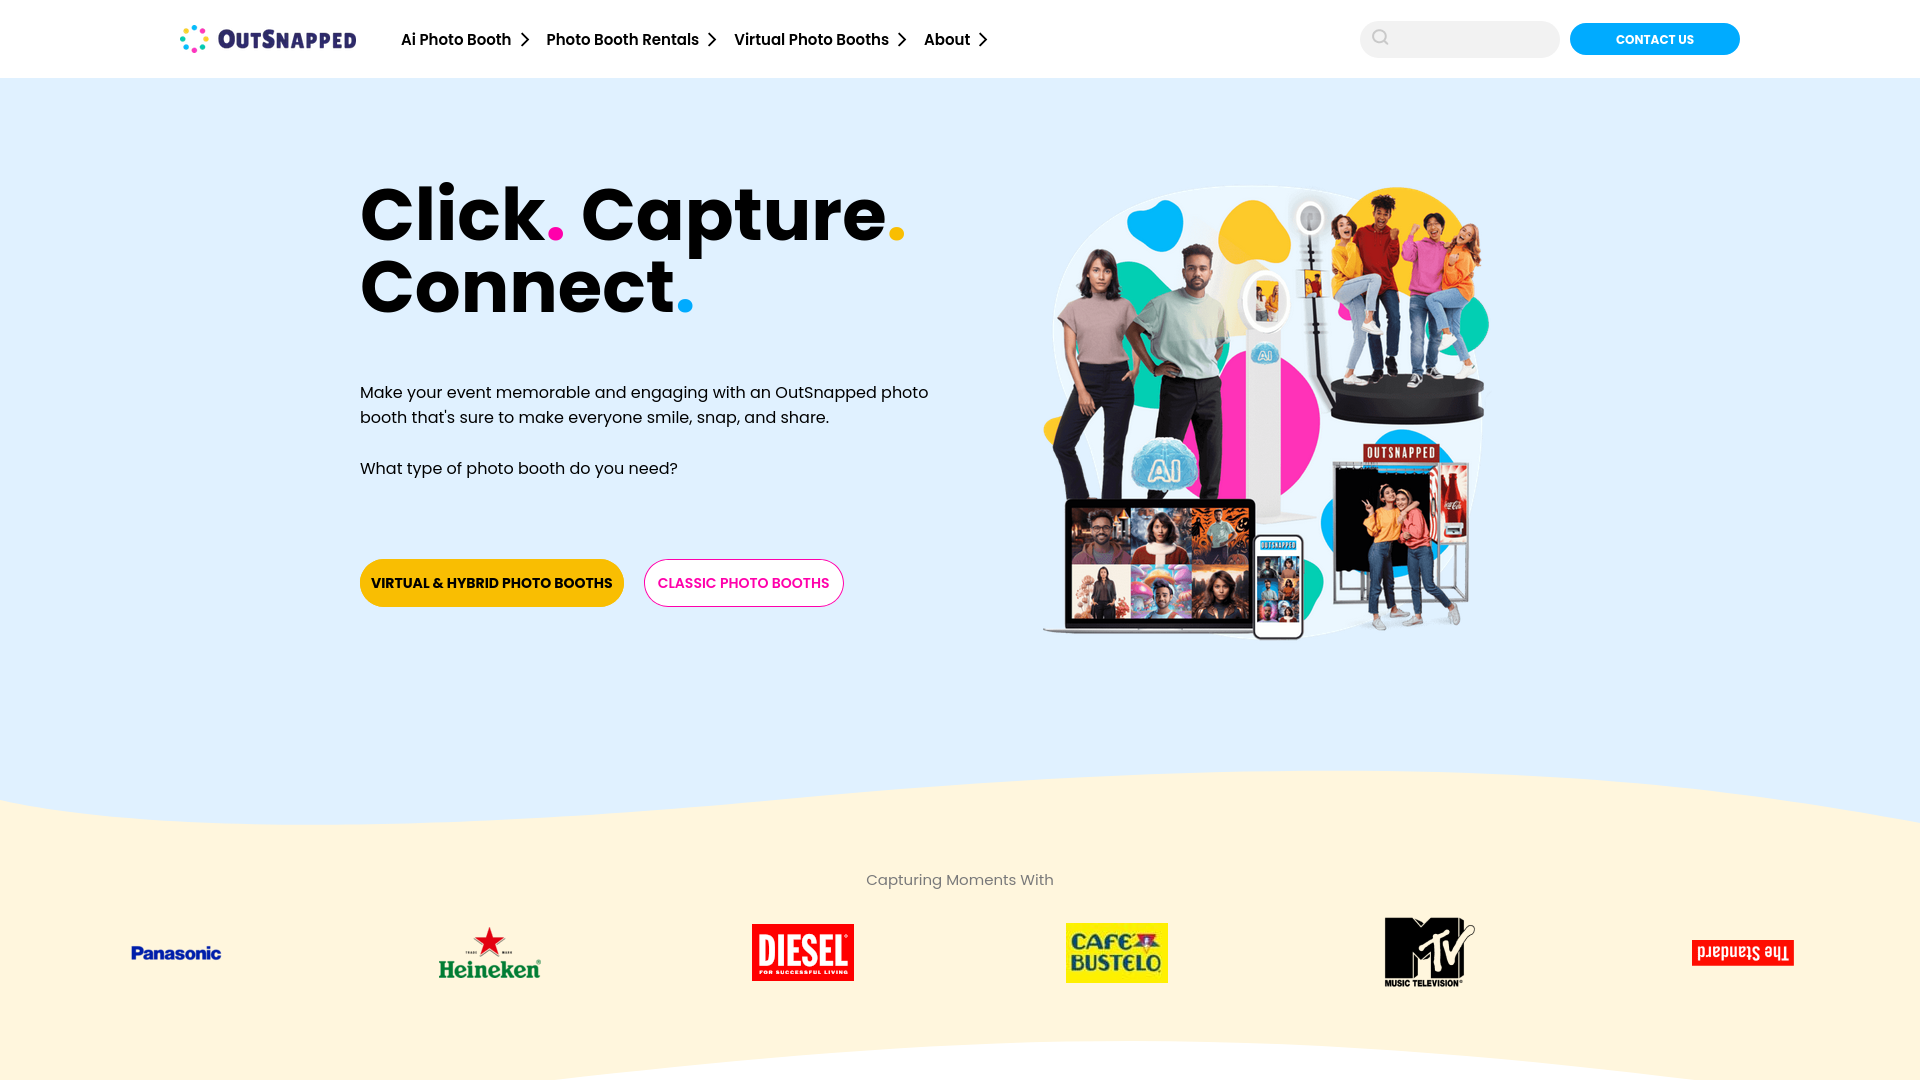 OUTSNAPPED
Ai Photo Booth
Photo Booth Rentals
Virtual Photo Booths
About
CONTACT US
Click. Capture.
Connect.
Make your event memorable and engaging with an OutSnapped photo
booth that's sure to make everyone smile, snap, and share.
What type of photo booth do you need?
VIRTUAL & HYBRID PHOTO BOOTHS
CLASSIC PHOTO BOOTHS
AI
AI
OUTSNAPPED
OUTSNAPPED
Capturing Moments With
Panasonic
TRADE MARK
Heineken®
DIESEL®
FOR SUCCESSFUL LIVING
CAFÉ
BUSTELO
MTV
MUSIC TELEVISION®
The Standard